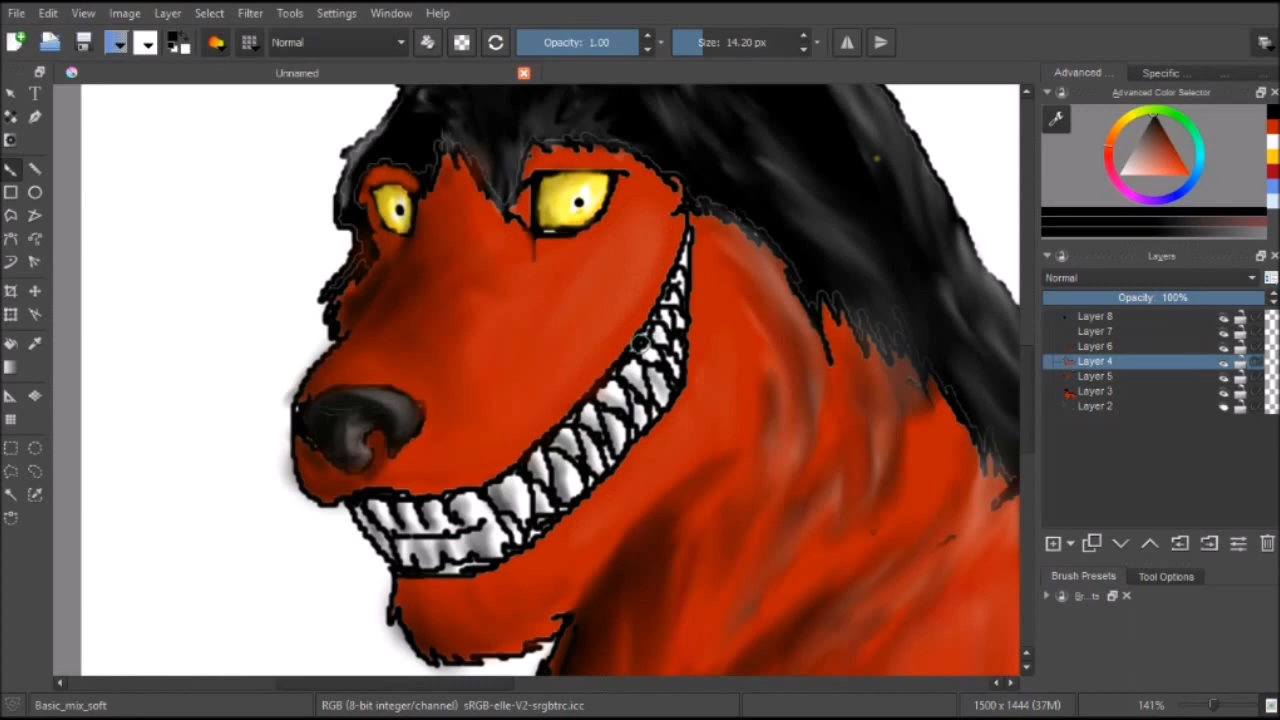 File Edit View Image Layer Select Filter Tools Settings Window Help
Normal Opacity: 1.00 Size: 14.20 px
Unnamed
Advanced ... Specific ...
Advanced Color Selector
Layers
Normal
Opacity: 100%
Layer 8
Layer 7
Layer 6
Layer 4
Layer 5
Layer 3
Layer 2
Brush Presets Tool Options
Br...ts
Basic_mix_soft RGB (8-bit integer/channel) sRGB-elle-V2-srgbtrc.icc 1500 x 1444 (37M) 141%